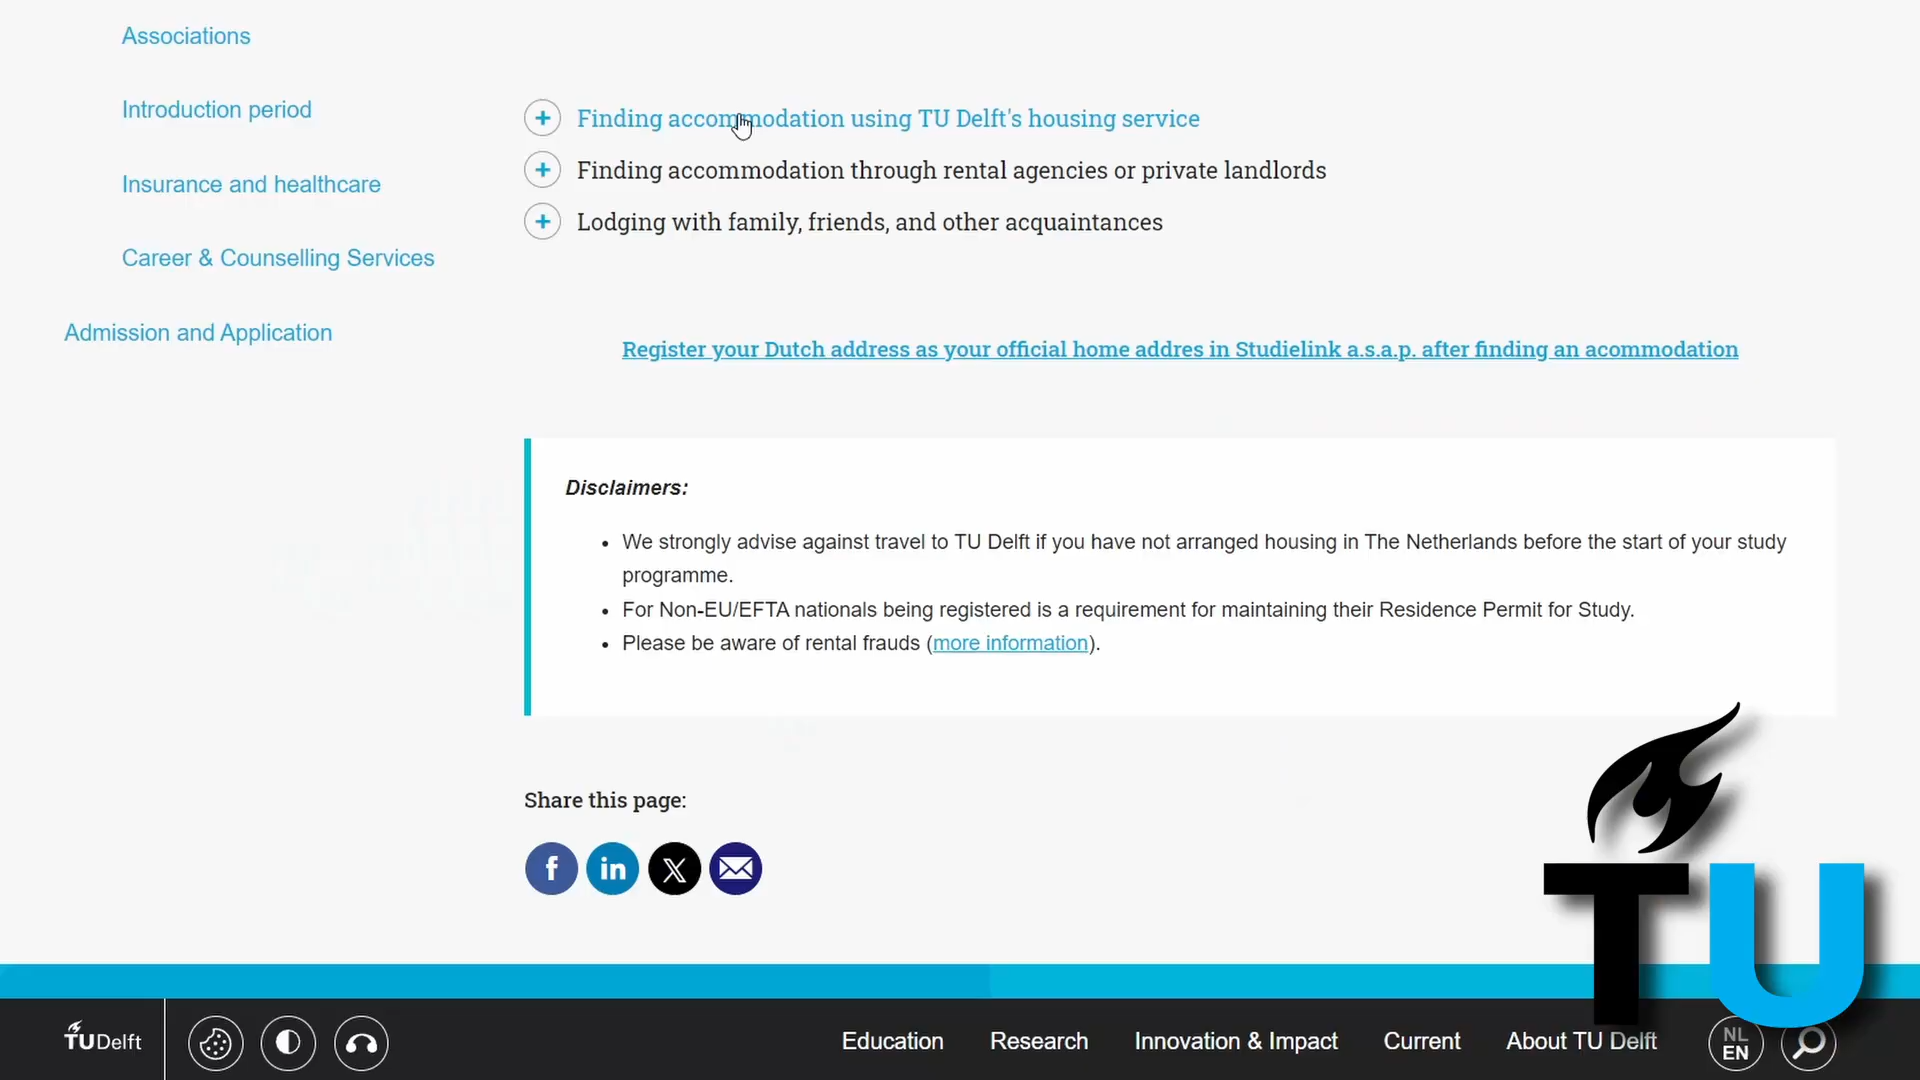 Associations
Introduction period
Insurance and healthcare
Career & Counselling Services
Admission and Application
Finding accommodation using TU Delft's housing service
Finding accommodation through rental agencies or private landlords
Lodging with family, friends, and other acquaintances
Register your Dutch address as your official home addres in Studielink a.s.a.p. after finding an acommodation
Disclaimers:
• We strongly advise against travel to TU Delft if you have not arranged housing in The Netherlands before the start of your study
programme.
• For Non-EU/EFTA nationals being registered is a requirement for maintaining their Residence Permit for Study.
• Please be aware of rental frauds (more information).
Share this page:
f in X
TU
TUDelft
Education Research Innovation & Impact Current About TU Delft
NL
EN